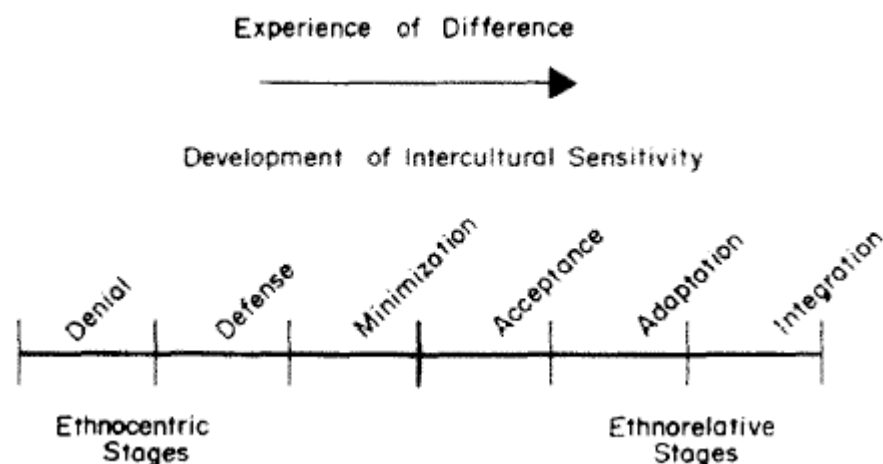 Experience of Difference
Development of Intercultural Sensitivity
Denial
Defense
Minimization
Acceptance
Adaptation
Integration
Ethnocentric
Stages
Ethnorelative
Stages